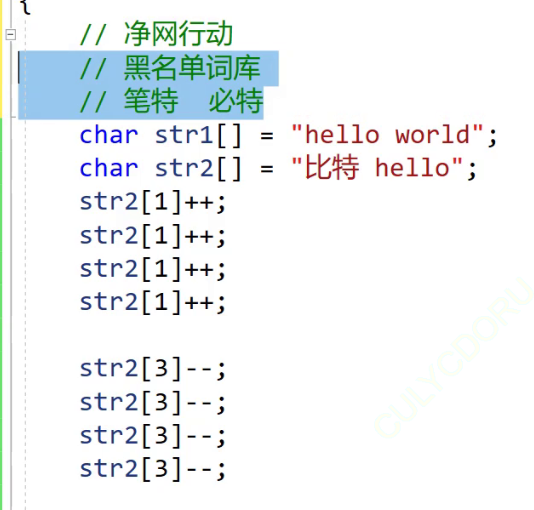 {
// 净网行动
// 黑名单词库
// 笔特  必特
char str1[] = "hello world";
char str2[] = "比特 hello";
str2[1]++;
str2[1]++;
str2[1]++;
str2[1]++;
str2[3]--;
str2[3]--;
str2[3]--;
str2[3]--;
CULYCDORU